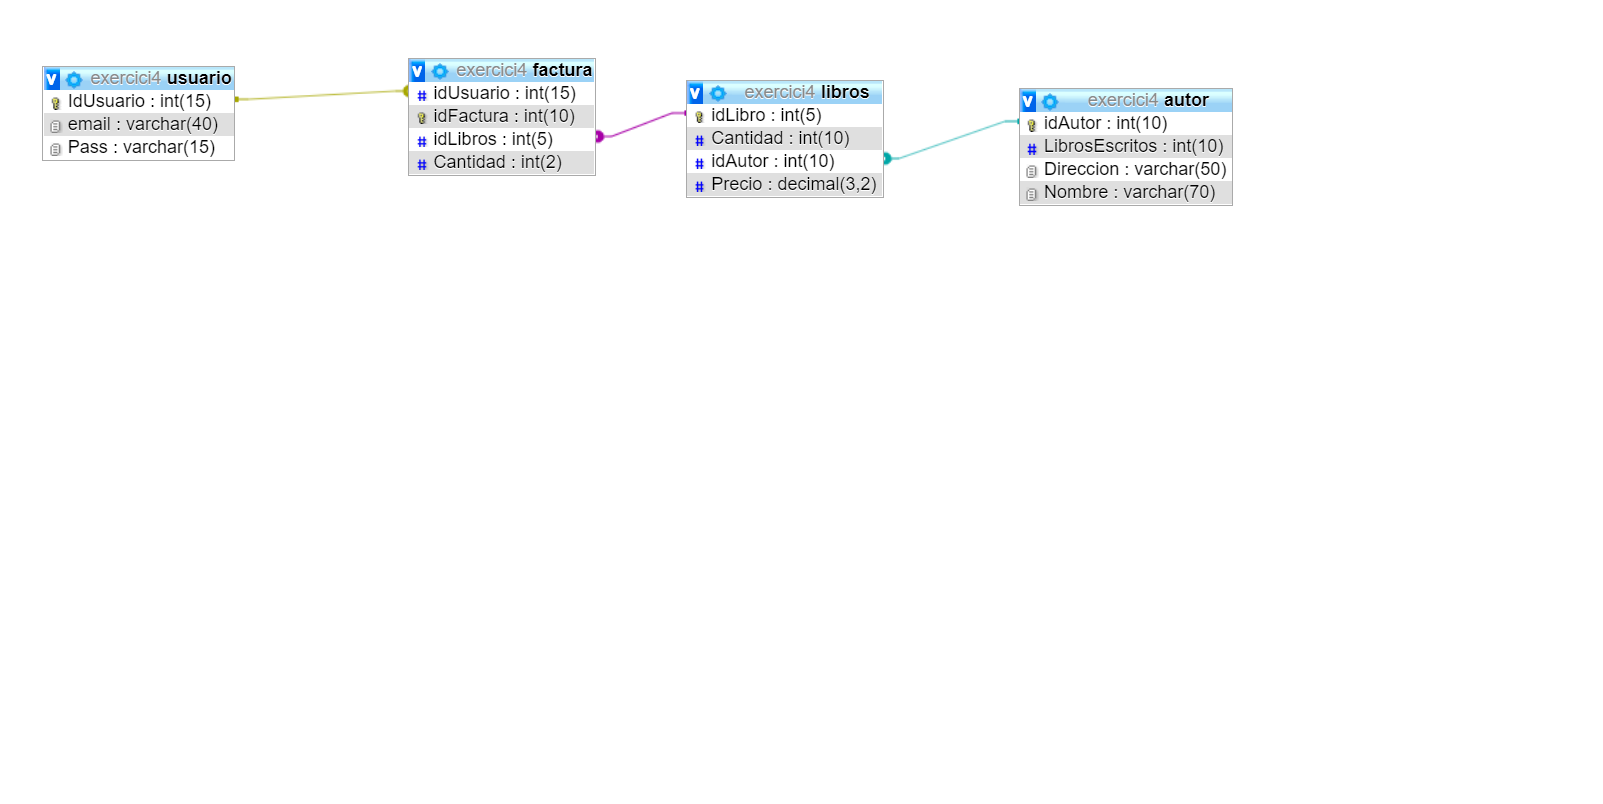 v exercici4 usuario
IdUsuario : int(15)
email : varchar(40)
Pass : varchar(15)
v exercici4 factura
# idUsuario : int(15)
idFactura : int(10)
# idLibros : int(5)
# Cantidad : int(2)
v exercici4 libros
idLibro : int(5)
# Cantidad : int(10)
# idAutor : int(10)
# Precio : decimal(3,2)
v exercici4 autor
idAutor : int(10)
# LibrosEscritos : int(10)
Direccion : varchar(50)
Nombre : varchar(70)